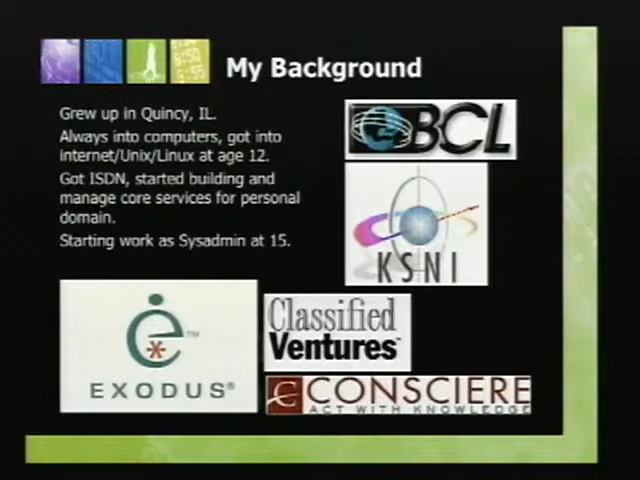 My Background
Grew up in Quincy, IL.
Always into computers, got into
Internet/Unix/Linux at age 12.
Got ISDN, started building and
manage core services for personal
domain.
Starting work as Sysadmin at 15.
BCL
KSNI
e™
EXODUS®
Classified
Ventures™
C CONSCIERE
ACT WITH KNOWLEDGE